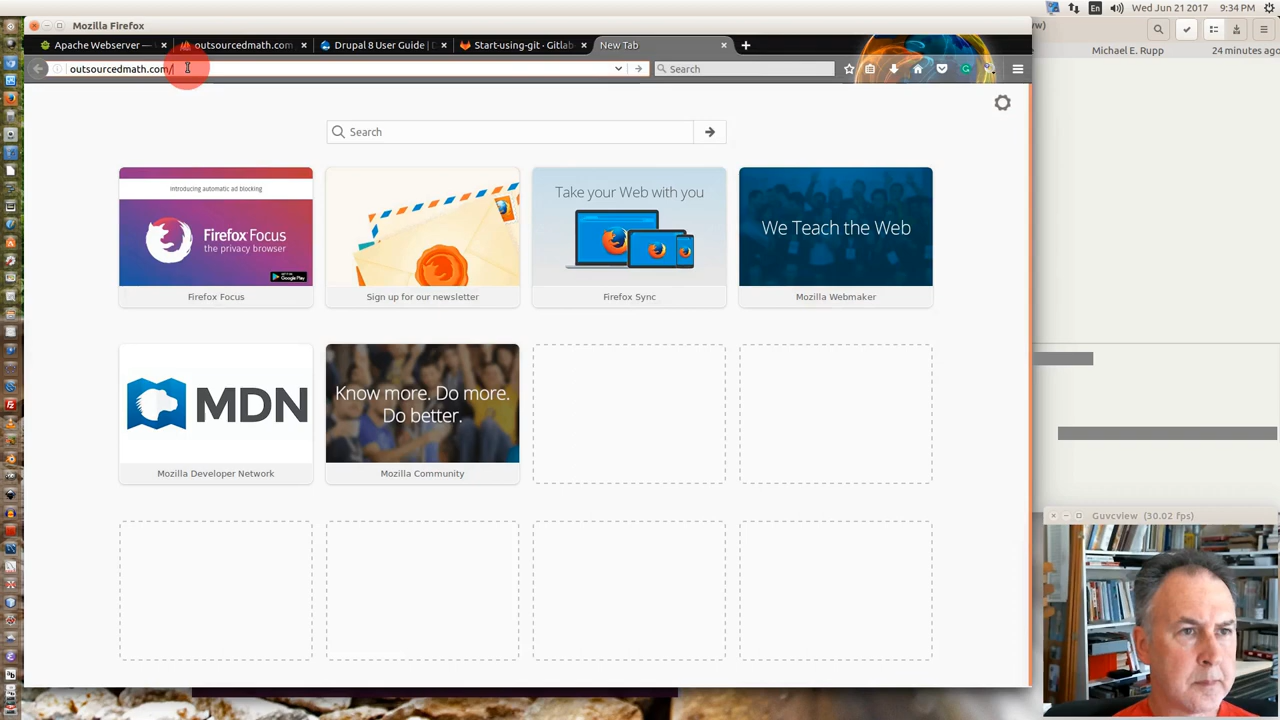 Mozilla Firefox
En
Wed Jun 21 2017
9:34 PM
Apache Webserver —
outsourcedmath.com
Drupal 8 User Guide |
Start-using-git · Gitlab
New Tab
Michael E. Rupp
24 minutes ago
outsourcedmath.com/
Search
Search
Introducing automatic ad blocking
Firefox Focus
the privacy browser
Google Play
Take your Web with you
We Teach the Web
Firefox Focus
Sign up for our newsletter
Firefox Sync
Mozilla Webmaker
MDN
Know more. Do more.
Do better.
Mozilla Developer Network
Mozilla Community
Guvcview (30.02 fps)